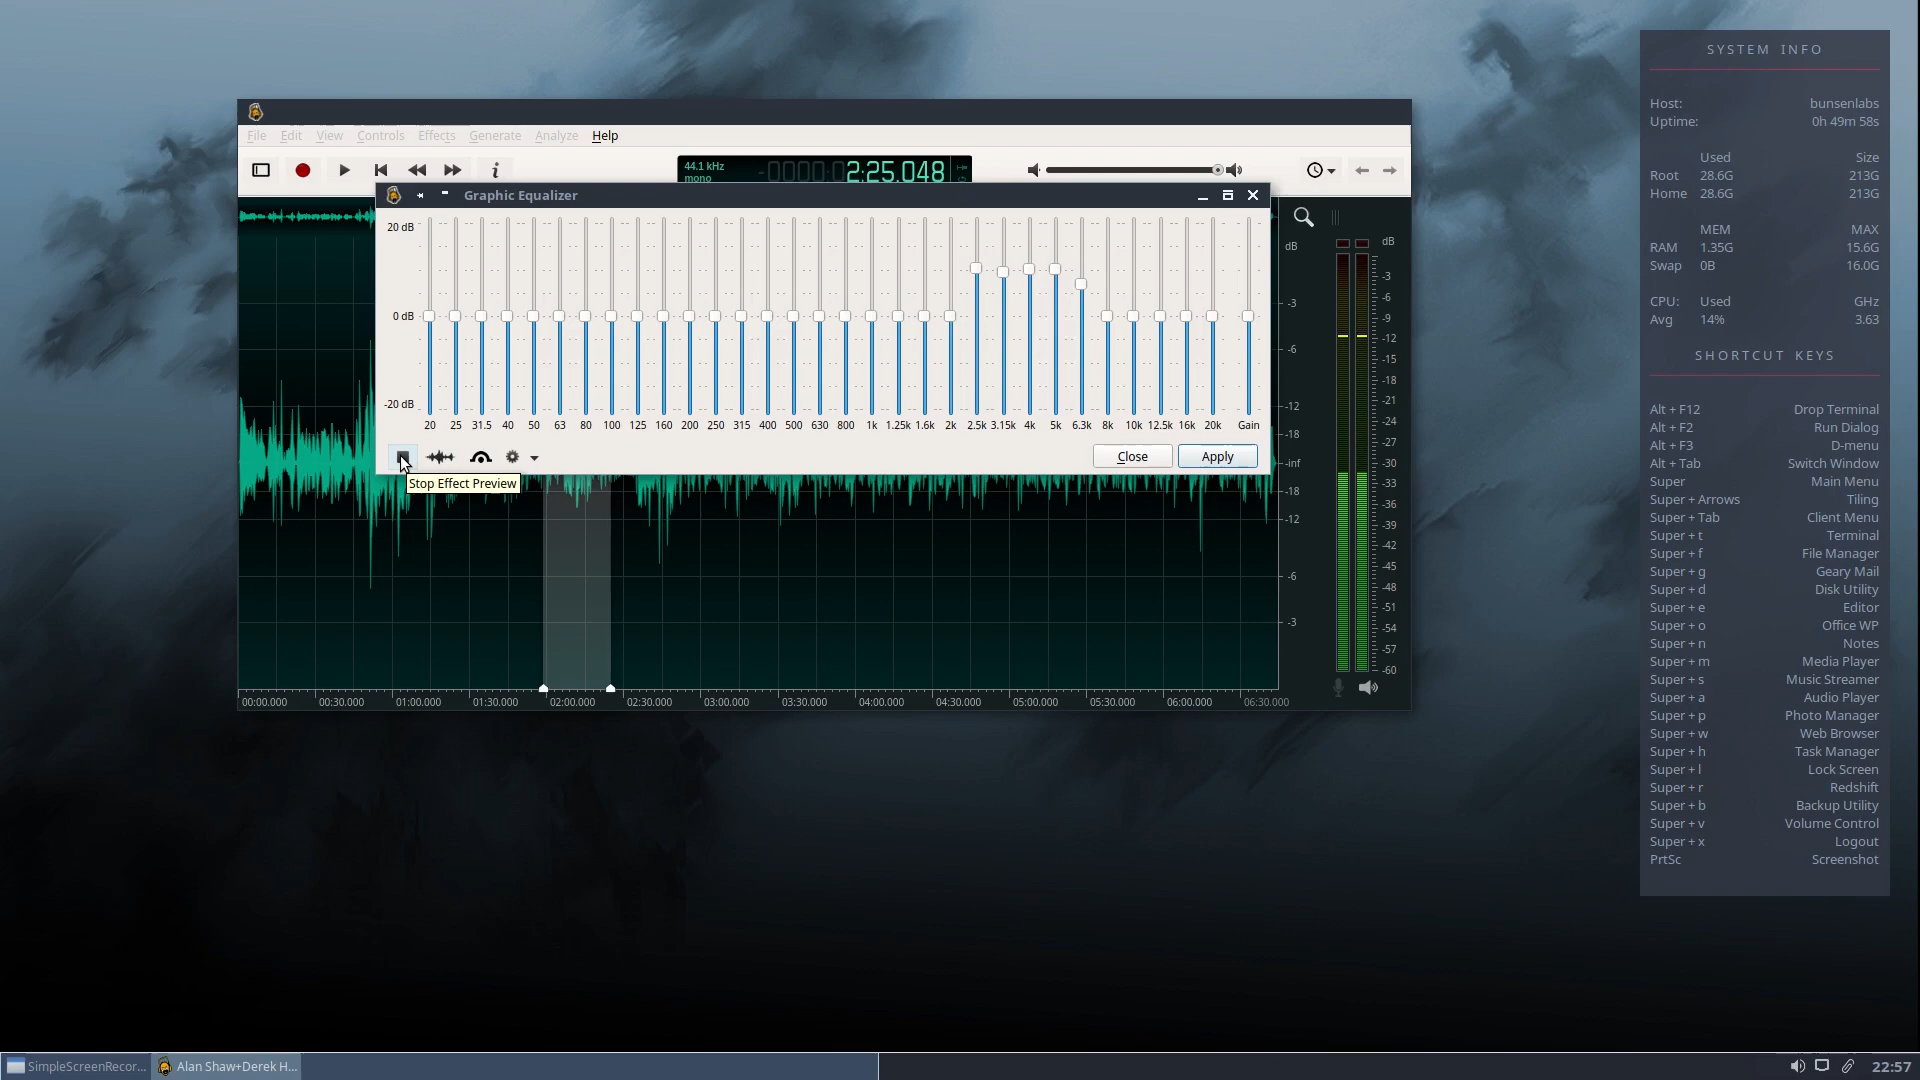 SYSTEM INFO
Host: bunsenlabs
Uptime: 0h 49m 58s
Used Size
Root 28.6G 213G
Home 28.6G 213G
MEM MAX
RAM 1.35G 15.6G
Swap 0B 16.0G
CPU: Used GHz
Avg 14% 3.63
SHORTCUT KEYS
Alt + F12 Drop Terminal
Alt + F2 Run Dialog
Alt + F3 D-menu
Alt + Tab Switch Window
Super Main Menu
Super + Arrows Tiling
Super + Tab Client Menu
Super + t Terminal
Super + f File Manager
Super + g Geary Mail
Super + d Disk Utility
Super + e Editor
Super + o Office WP
Super + n Notes
Super + m Media Player
Super + s Music Streamer
Super + a Audio Player
Super + p Photo Manager
Super + w Web Browser
Super + h Task Manager
Super + l Lock Screen
Super + r Redshift
Super + b Backup Utility
Super + v Volume Control
Super + x Logout
PrtSc Screenshot
File Edit View Controls Effects Generate Analyze Help
44.1 kHz
mono
2:25.048
Graphic Equalizer
20 dB
0 dB
-20 dB
20 25 31.5 40 50 63 80 100 125 160 200 250 315 400 500 630 800 1k 1.25k 1.6k 2k 2.5k 3.15k 4k 5k 6.3k 8k 10k 12.5k 16k 20k Gain
Close Apply
Stop Effect Preview
dB
-3
-6
-12
-18
-inf
-18
-12
-6
-3
dB
-3
-6
-9
-12
-15
-18
-21
-24
-27
-30
-33
-36
-39
-42
-45
-48
-51
-54
-57
-60
00:00.000 00:30.000 01:00.000 01:30.000 02:00.000 02:30.000 03:00.000 03:30.000 04:00.000 04:30.000 05:00.000 05:30.000 06:00.000 06:30.000
SimpleScreenRecor... Alan Shaw+Derek H... 22:57